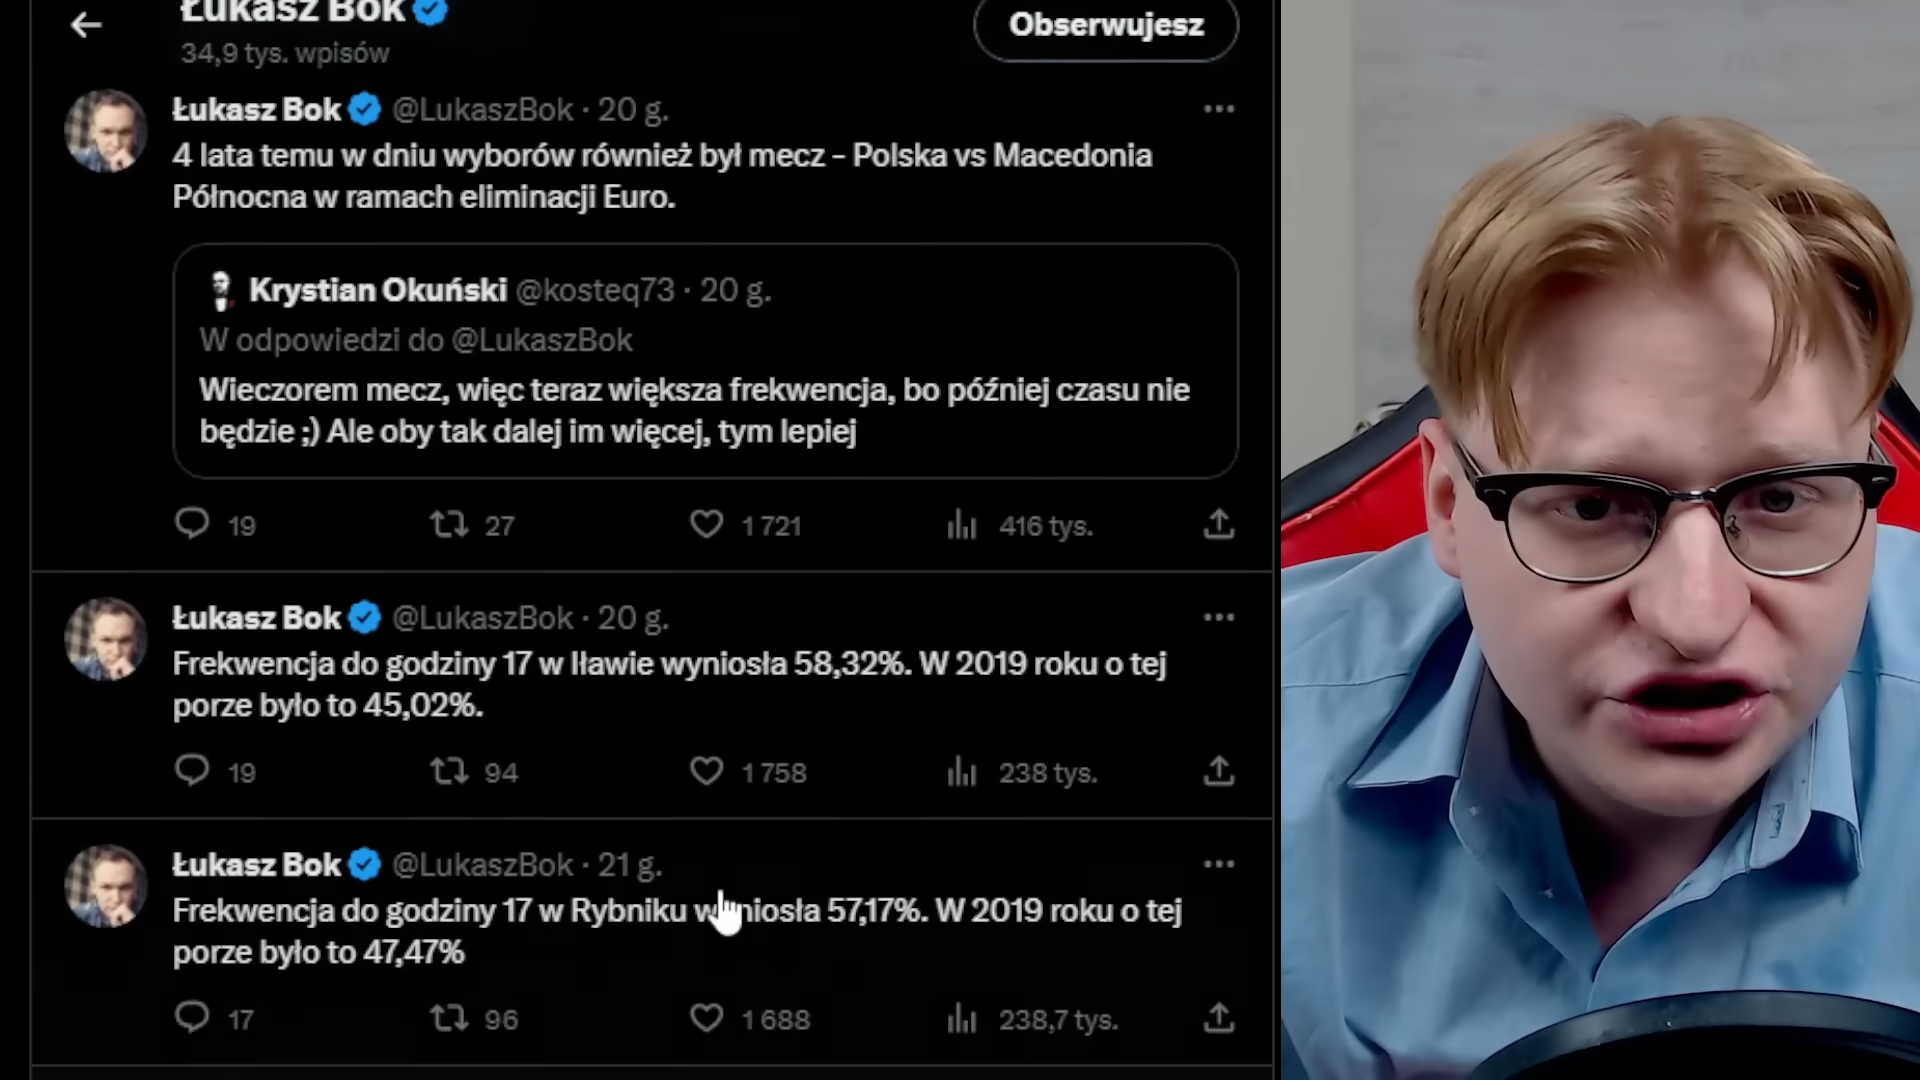 Łukasz Bok
34,9 tys. wpisów
Obserwujesz
Łukasz Bok @LukaszBok · 20 g.
4 lata temu w dniu wyborów również był mecz – Polska vs Macedonia
Północna w ramach eliminacji Euro.
Krystian Okuński @kosteq73 · 20 g.
W odpowiedzi do @LukaszBok
Wieczorem mecz, więc teraz większa frekwencja, bo później czasu nie
będzie ;) Ale oby tak dalej im więcej, tym lepiej
19 27 1 721 416 tys.
Łukasz Bok @LukaszBok · 20 g.
Frekwencja do godziny 17 w Iławie wyniosła 58,32%. W 2019 roku o tej
porze było to 45,02%.
19 94 1 758 238 tys.
Łukasz Bok @LukaszBok · 21 g.
Frekwencja do godziny 17 w Rybniku wyniosła 57,17%. W 2019 roku o tej
porze było to 47,47%
17 96 1 688 238,7 tys.